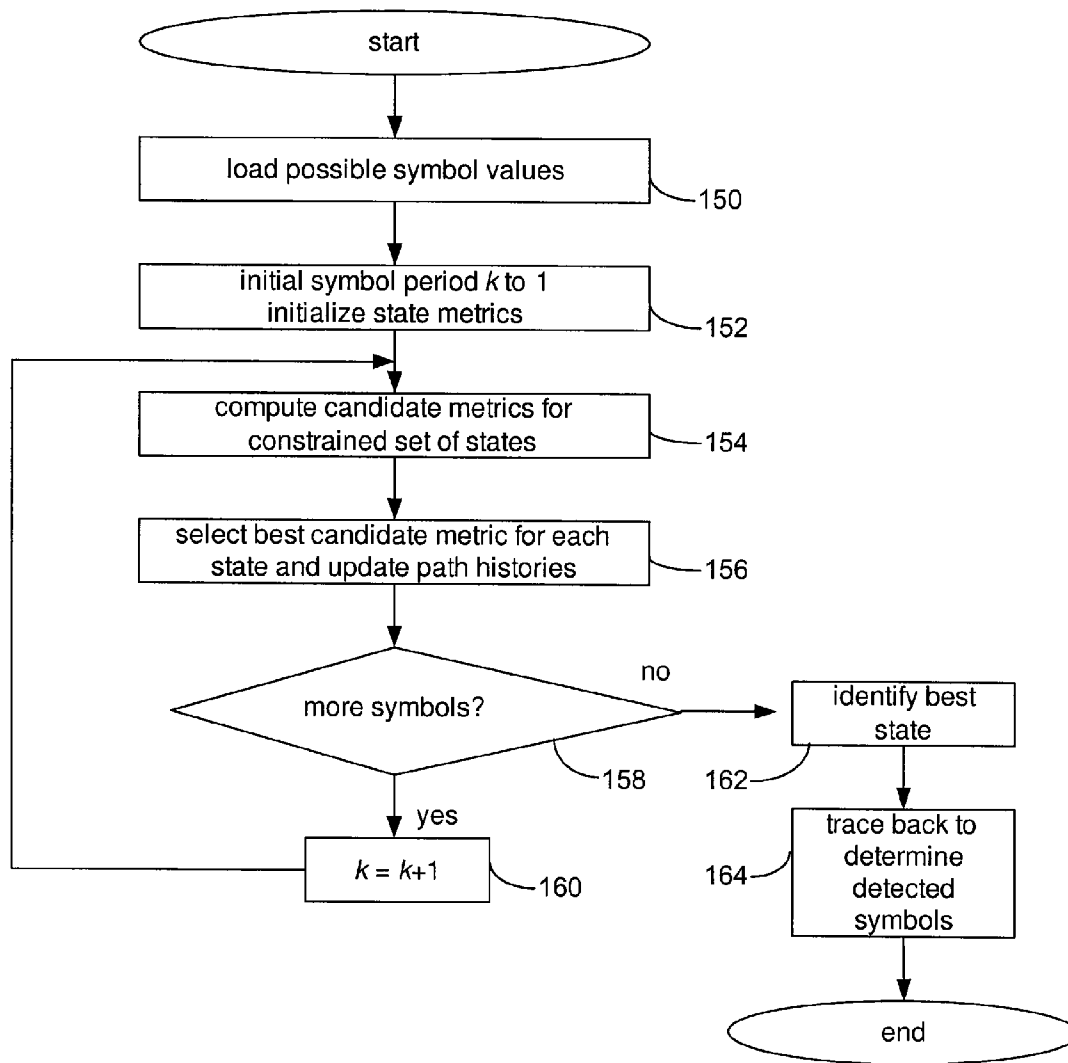 start
load possible symbol values
150
initial symbol period k to 1
initialize state metrics
152
compute candidate metrics for
constrained set of states
154
select best candidate metric for each
state and update path histories
156
more symbols?
158
no
yes
k = k+1
160
identify best
state
162
trace back to
determine
detected
symbols
164
end